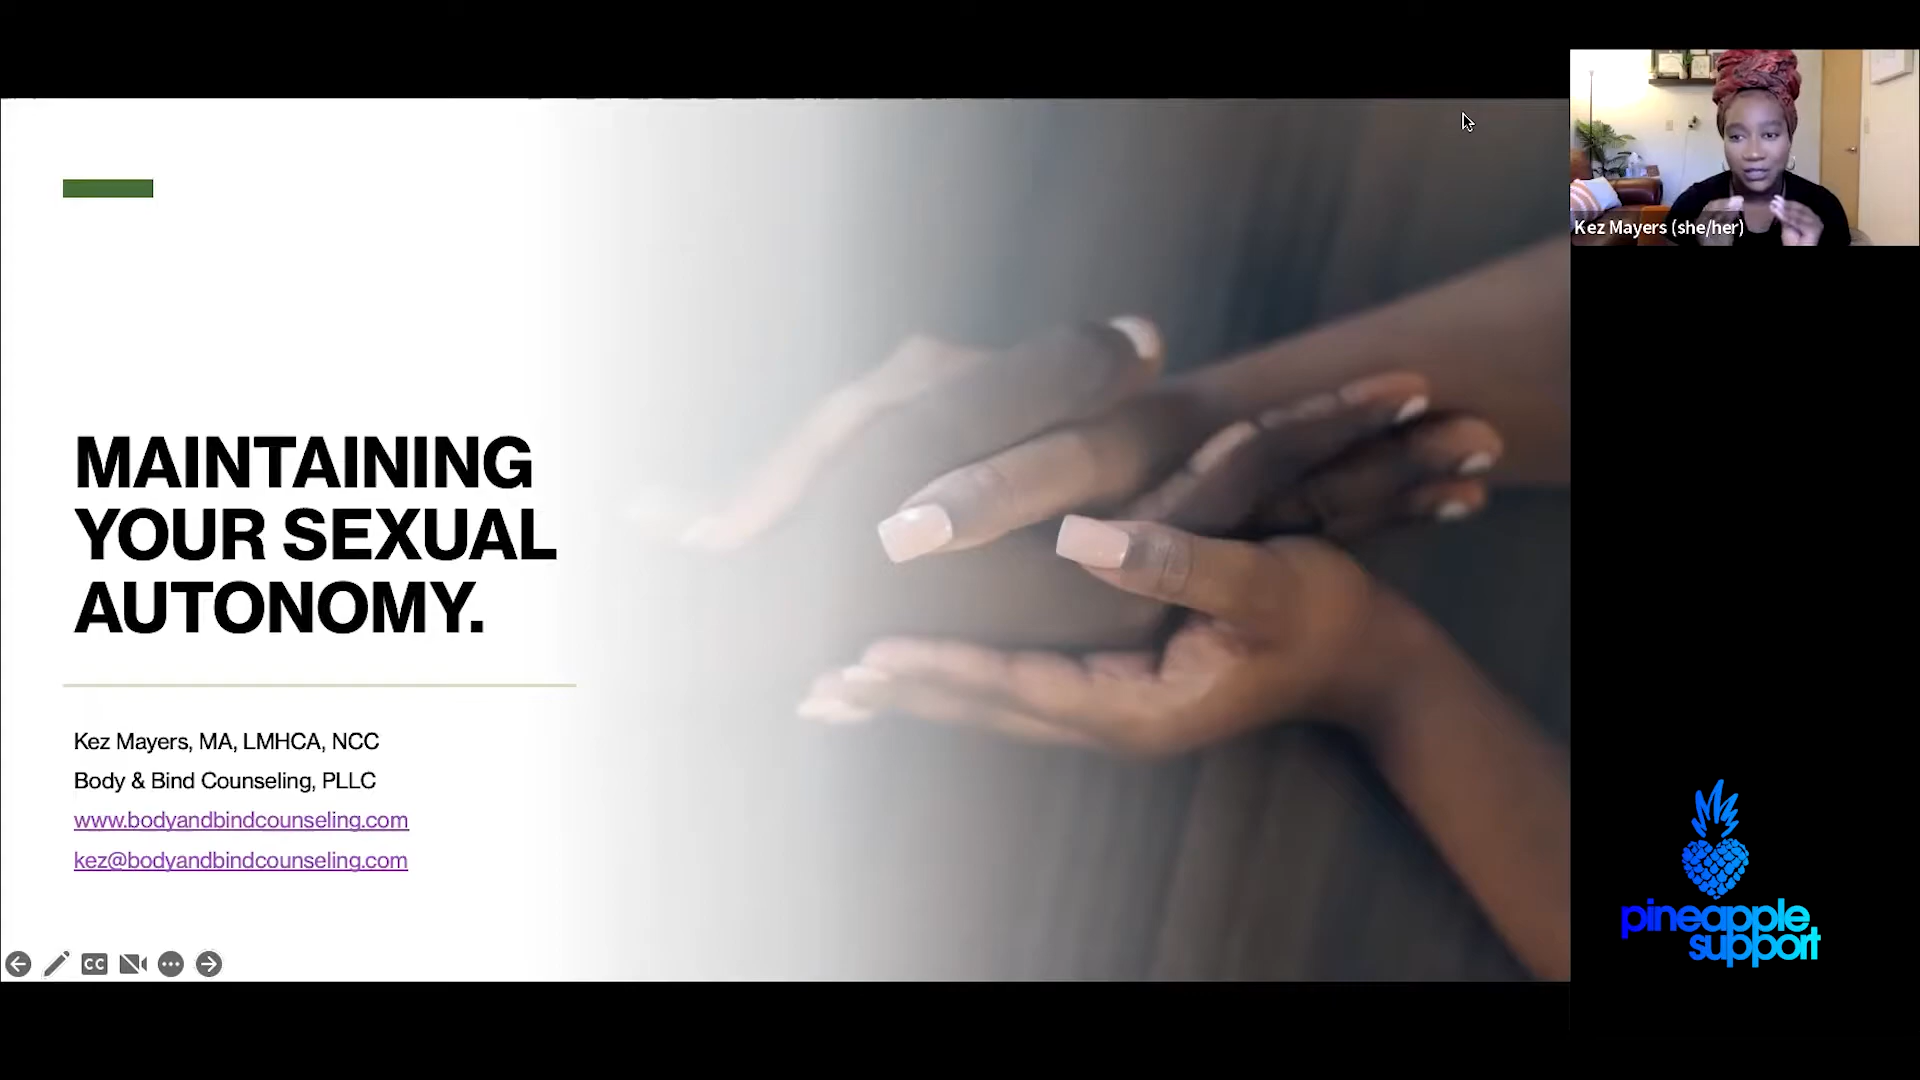 MAINTAINING
YOUR SEXUAL
AUTONOMY.
Kez Mayers, MA, LMHCA, NCC
Body & Bind Counseling, PLLC
www.bodyandbindcounseling.com
kez@bodyandbindcounseling.com
CC
Kez Mayers (she/her)
pineapple
support